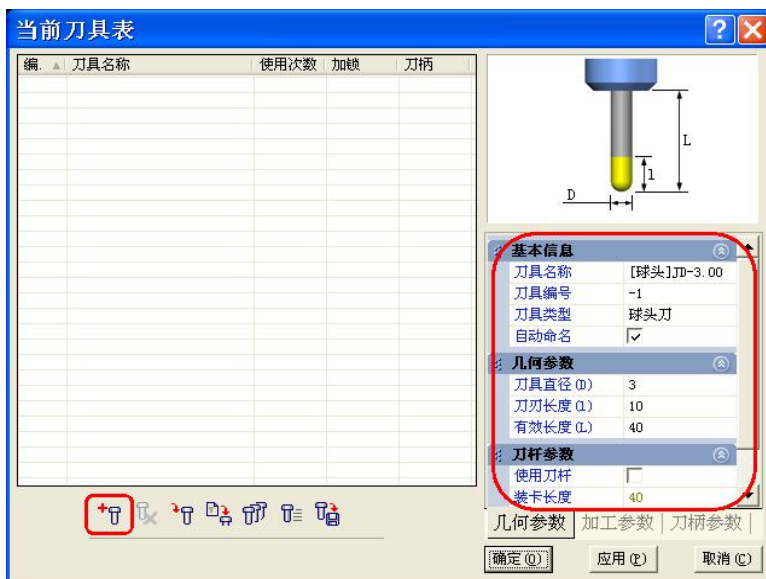 当前刀具表
编. 刀具名称 使用次数 加锁 刀柄
L
l
D
基本信息
刀具名称 [球头]JD-3.00
刀具编号 -1
刀具类型 球头刀
自动命名
几何参数
刀具直径(D) 3
刀刃长度(l) 10
有效长度(L) 40
刀杆参数
使用刀杆
装卡长度 40
几何参数 加工参数 刀柄参数
确定(O) 应用(P) 取消(C)